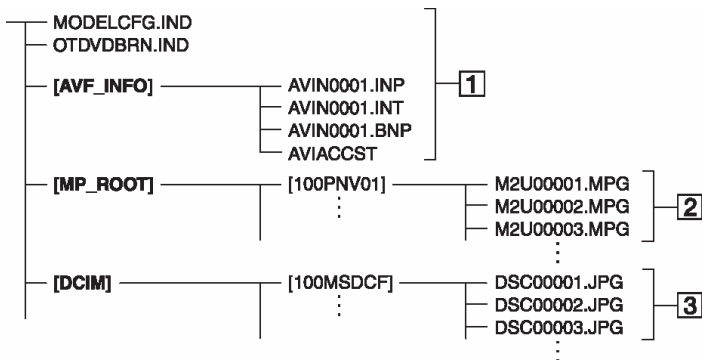 MODELCFG.IND
OTDVDBRN.IND
[AVF_INFO]
AVIN0001.INP
1
AVIN0001.INT
AVIN0001.BNP
AVIACCST
[MP_ROOT]
[100PNV01]
M2U00001.MPG
M2U00002.MPG
2
M2U00003.MPG
[DCIM]
[100MSDCF]
DSC00001.JPG
DSC00002.JPG
3
DSC00003.JPG